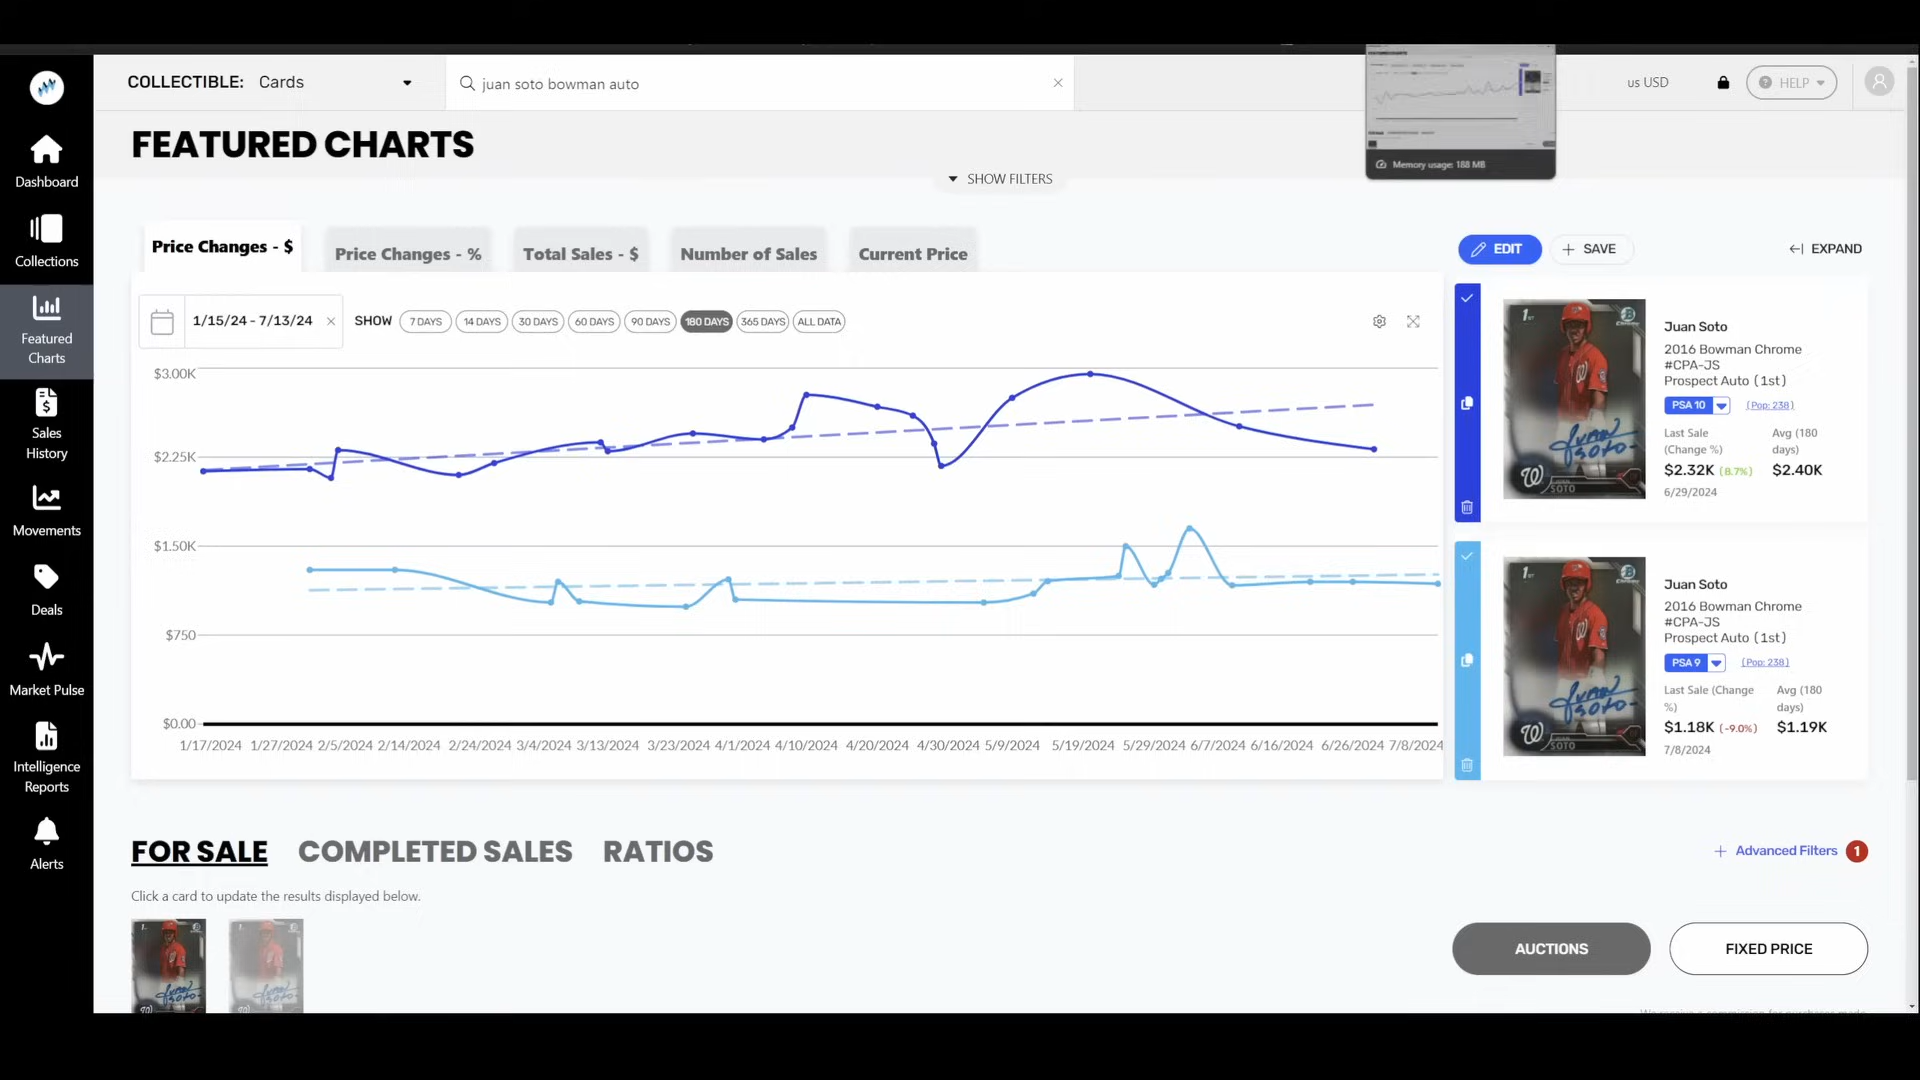 COLLECTIBLE: Cards
juan soto bowman auto
us USD
HELP
Memory usage: 188 MB
FEATURED CHARTS
SHOW FILTERS
Dashboard
Collections
Featured
Charts
Sales
History
Movements
Deals
Market Pulse
Intelligence
Reports
Alerts
Price Changes - $
Price Changes - %
Total Sales - $
Number of Sales
Current Price
EDIT
SAVE
EXPAND
1/15/24 - 7/13/24
SHOW
7 DAYS
14 DAYS
30 DAYS
60 DAYS
90 DAYS
180 DAYS
365 DAYS
ALL DATA
$3.00K
$2.25K
$1.50K
$750
$0.00
1/17/2024 1/27/2024 2/5/2024 2/14/2024 2/24/2024 3/4/2024 3/13/2024 3/23/2024 4/1/2024 4/10/2024 4/20/2024 4/30/2024 5/9/2024 5/19/2024 5/29/2024 6/7/2024 6/16/2024 6/26/2024 7/8/2024
Juan Soto
2016 Bowman Chrome
#CPA-JS
Prospect Auto (1st)
PSA 10
(Pop: 238)
Last Sale
(Change %)
Avg (180
days)
$2.32K (8.7%)
$2.40K
6/29/2024
Juan Soto
2016 Bowman Chrome
#CPA-JS
Prospect Auto (1st)
PSA 9
(Pop: 238)
Last Sale (Change
%)
Avg (180
days)
$1.18K (-9.0%)
$1.19K
7/8/2024
FOR SALE
COMPLETED SALES
RATIOS
Advanced Filters 1
Click a card to update the results displayed below.
AUCTIONS
FIXED PRICE